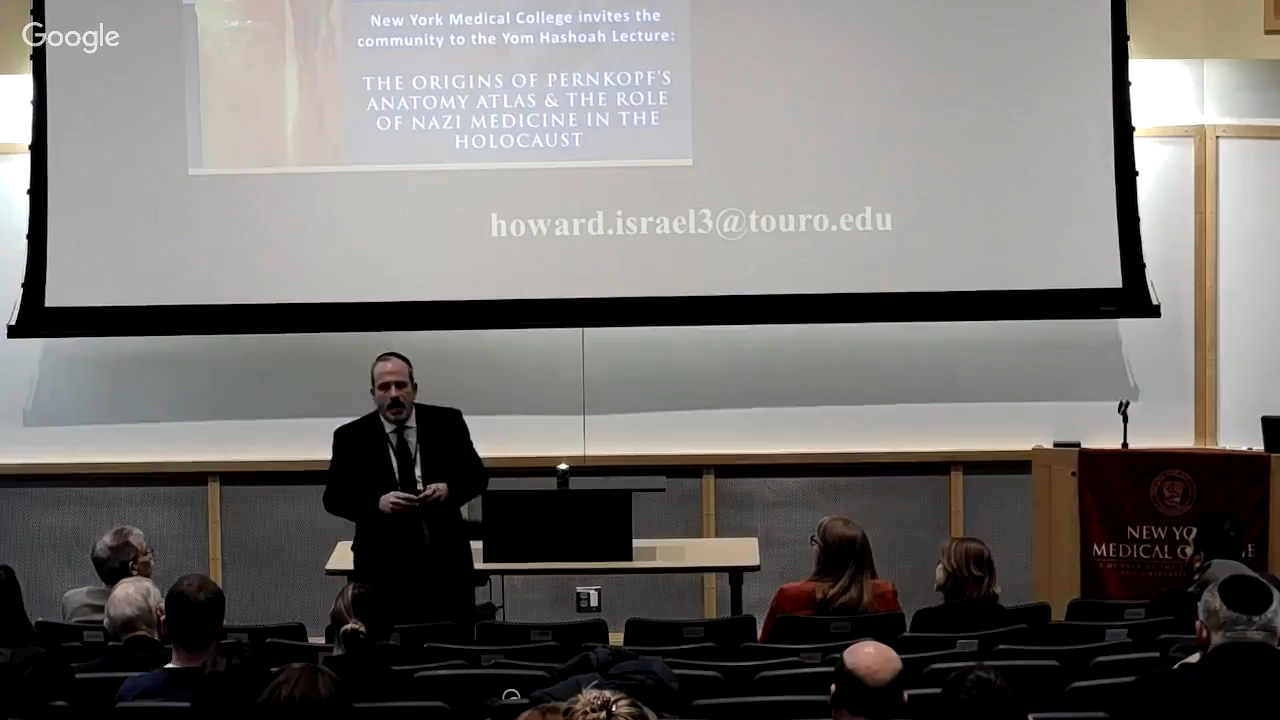 Google
New York Medical College invites the
community to the Yom Hashoah Lecture:
THE ORIGINS OF PERNKOPF'S
ANATOMY ATLAS & THE ROLE
OF NAZI MEDICINE IN THE
HOLOCAUST
howard.israel3@touro.edu
NEW YO
MEDICAL C E